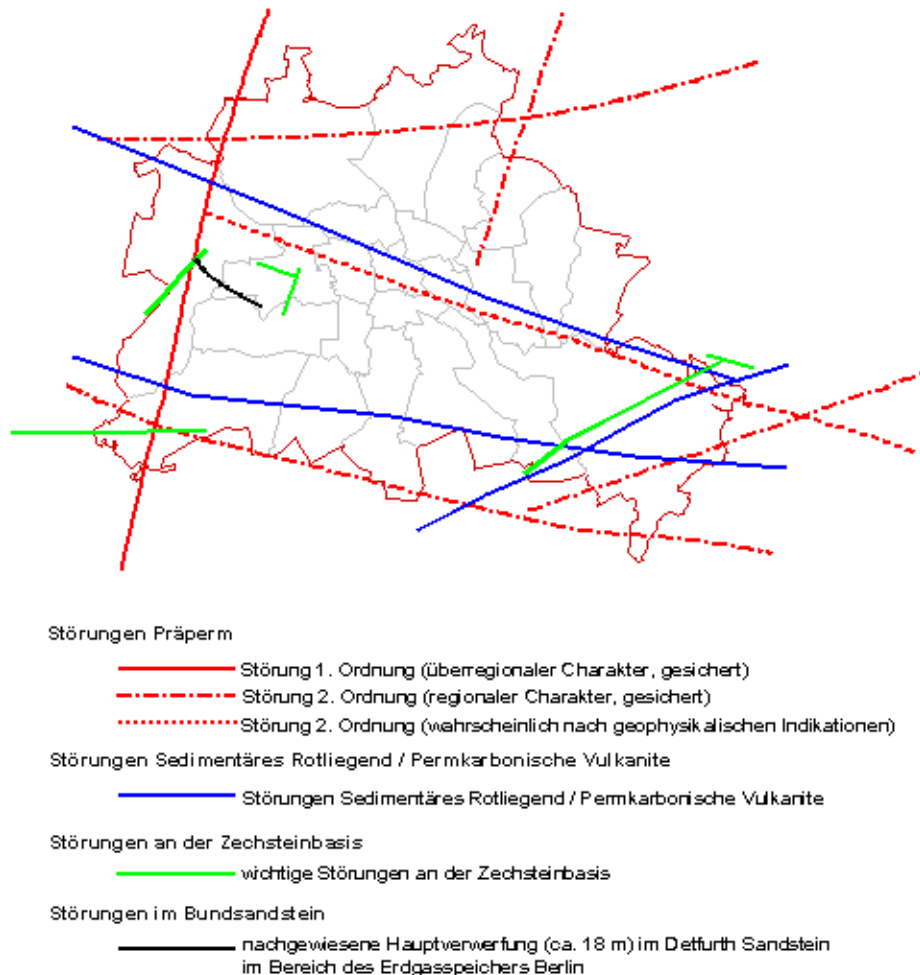 Störungen Präperm
Störung 1. Ordnung (überregionaler Charakter, gesichert)
Störung 2. Ordnung (regionaler Charakter, gesichert)
Störung 2. Ordnung (wahrscheinlich nach geophysikalischen Indikationen)
Störungen Sedimentäres Rotliegend / Permkarbonische Vulkanite
Störungen Sedimentäres Rotliegend / Permkarbonische Vulkanite
Störungen an der Zechsteinbasis
wichtige Störungen an der Zechsteinbasis
Störungen im Bundsandstein
nachgewiesene Hauptverwerfung (ca. 18 m) im Detfurth Sandstein
im Bereich des Erdgasspeichers Berlin